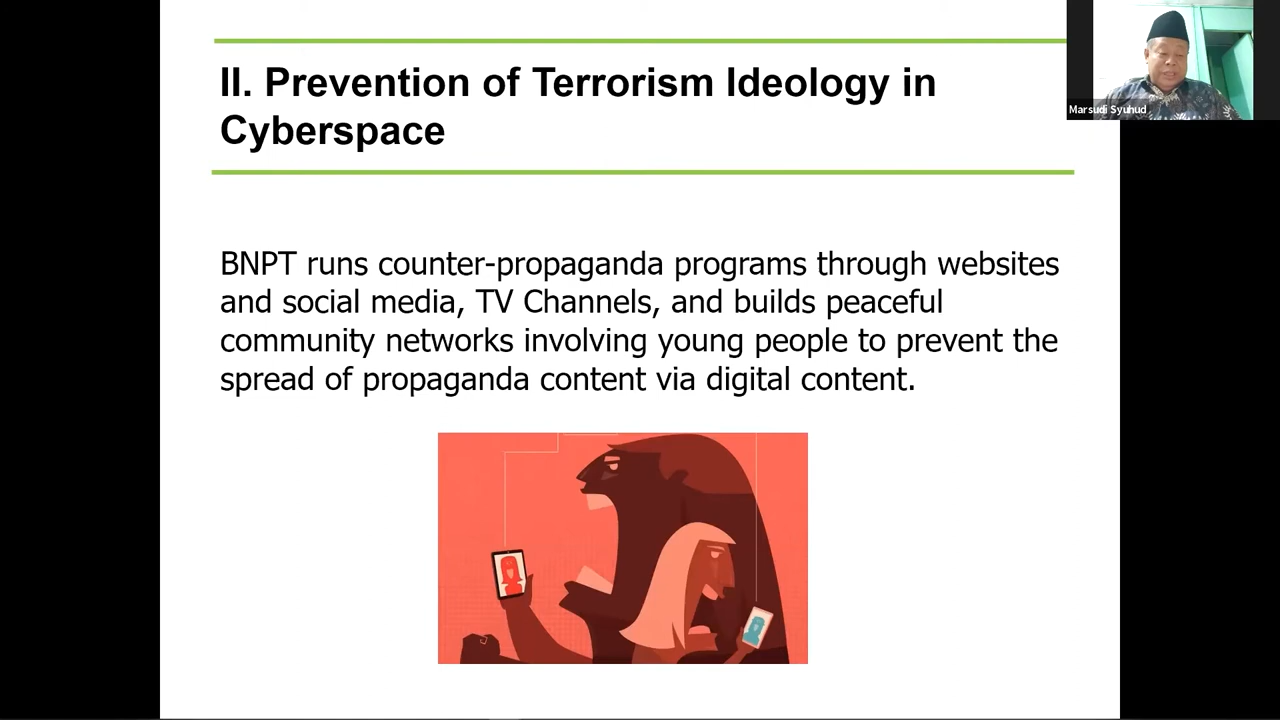 II. Prevention of Terrorism Ideology in
Cyberspace
Marsudi Syuhud
BNPT runs counter-propaganda programs through websites
and social media, TV Channels, and builds peaceful
community networks involving young people to prevent the
spread of propaganda content via digital content.